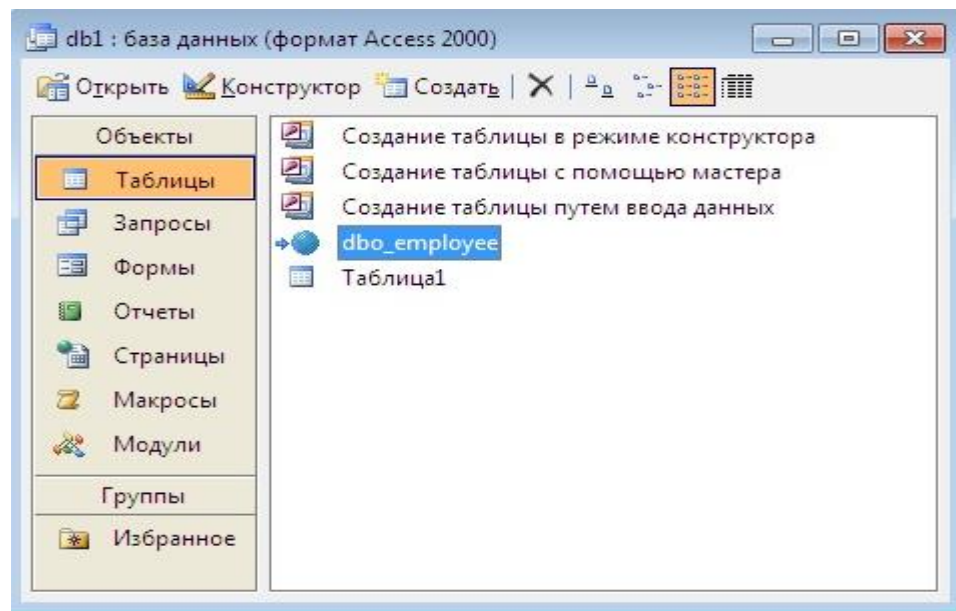 db1 : база данных (формат Access 2000)
Открыть Конструктор Создать
Объекты
Таблицы
Запросы
Формы
Отчеты
Страницы
Макросы
Модули
Группы
Избранное
Создание таблицы в режиме конструктора
Создание таблицы с помощью мастера
Создание таблицы путем ввода данных
dbo_employee
Таблица1